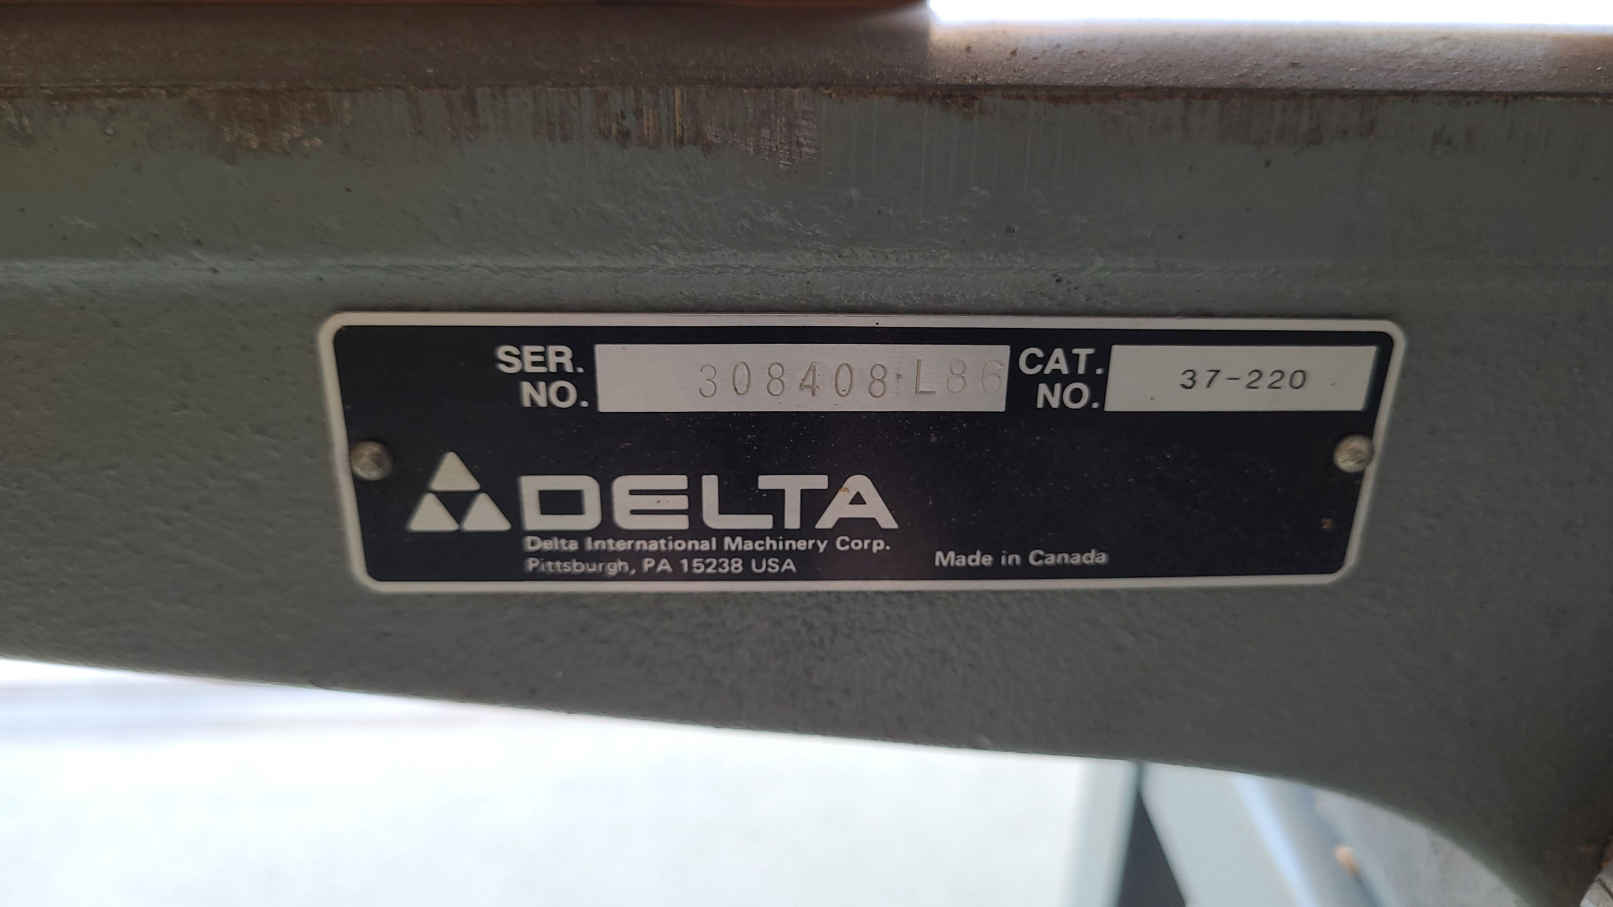 SER. NO. 308408 L86 CAT. NO. 37-220
DELTA
Delta International Machinery Corp.
Pittsburgh, PA 15238 USA
Made in Canada